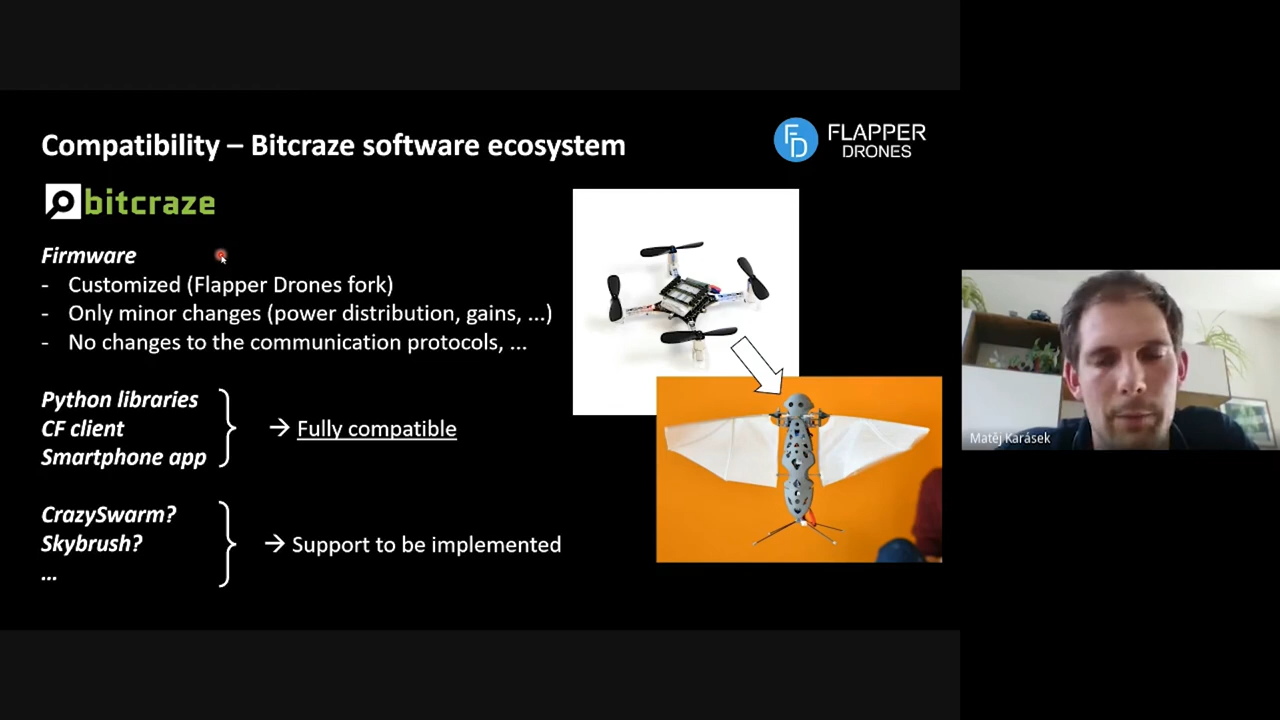 Compatibility – Bitcraze software ecosystem
FD FLAPPER
DRONES
bitcraze
Firmware
- Customized (Flapper Drones fork)
- Only minor changes (power distribution, gains, ...)
- No changes to the communication protocols, ...
Python libraries
CF client
Smartphone app
→ Fully compatible
CrazySwarm?
Skybrush?
...
→ Support to be implemented
Matěj Karásek